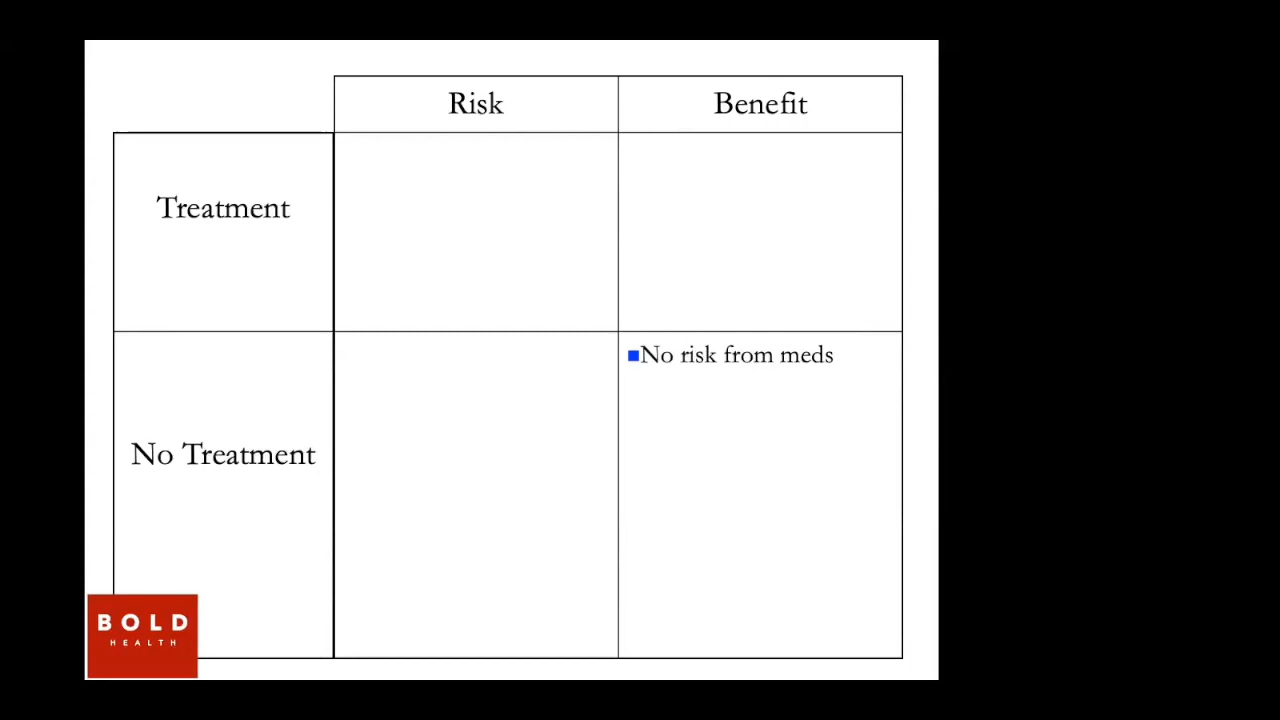 Risk
Benefit
Treatment
No Treatment
No risk from meds
BOLD
HEALTH